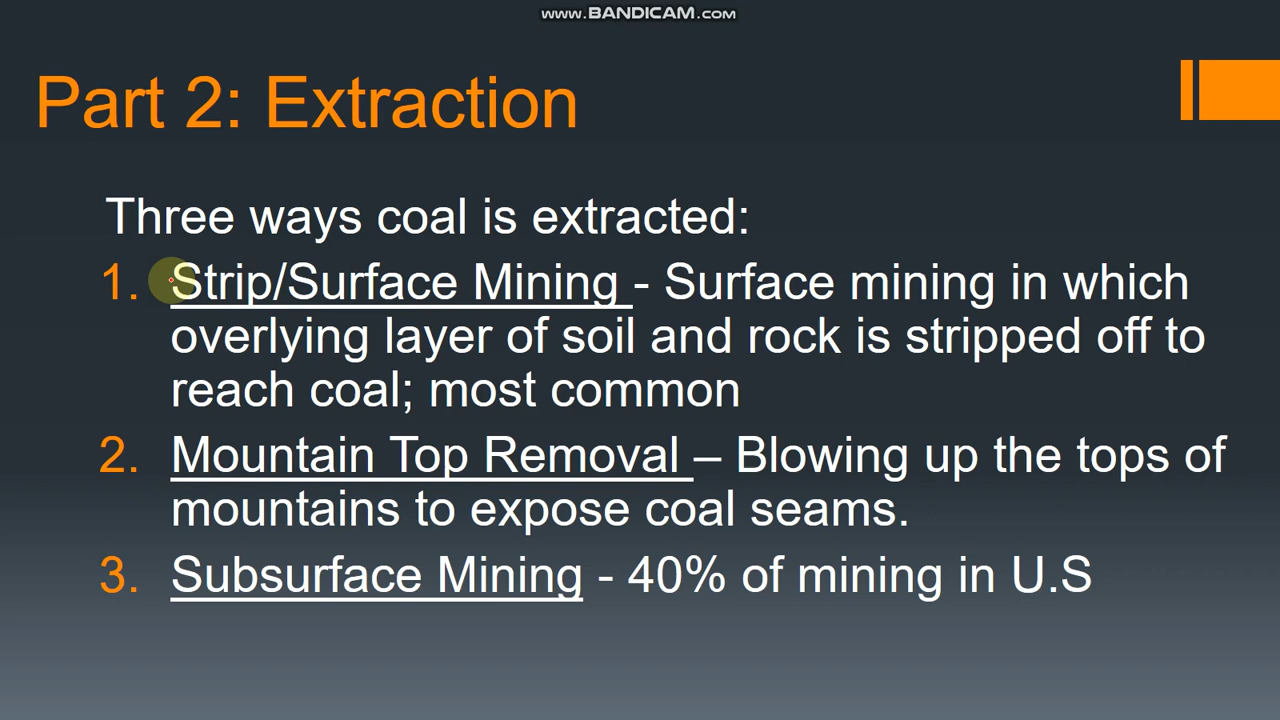 www.BANDICAM.com
Part 2: Extraction
Three ways coal is extracted:
1. Strip/Surface Mining - Surface mining in which
overlying layer of soil and rock is stripped off to
reach coal; most common
2. Mountain Top Removal – Blowing up the tops of
mountains to expose coal seams.
3. Subsurface Mining - 40% of mining in U.S